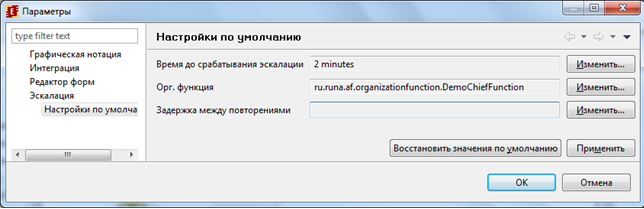 Параметры
type filter text
Графическая нотация
Интеграция
Редактор форм
Эскалация
Настройки по умолча
Настройки по умолчанию
Время до срабатывания эскалации 2 minutes Изменить...
Орг. функция ru.runa.af.organizationfunction.DemoChiefFunction Изменить...
Задержка между повторениями Изменить...
Восстановить значения по умолчанию Применить
OK Отмена